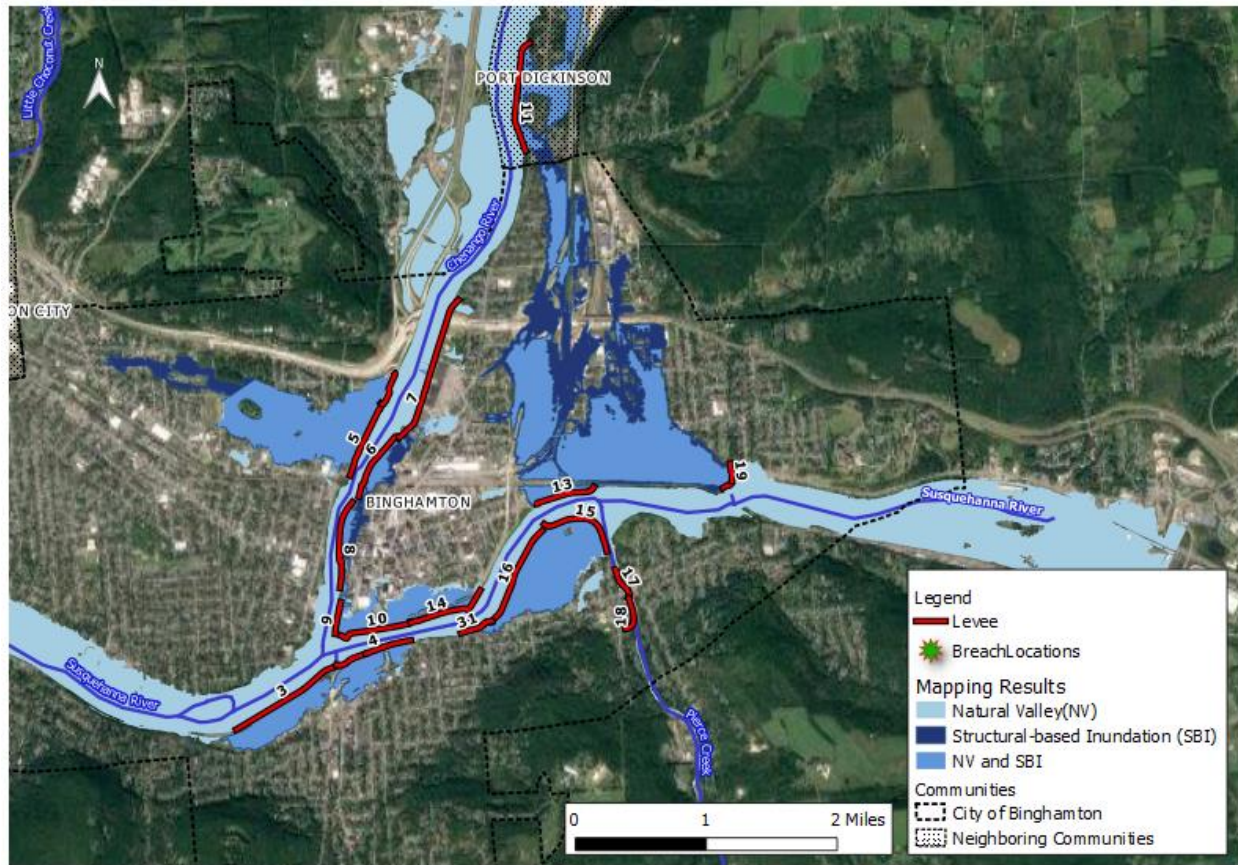 Little Choconut Creek
N
PORT DICKINSON
11
Chenango River
ON CITY
7
5
6
19
13
BINGHAMTON
Susquehanna River
15
8
16
17
14
18
10
31
9
4
Susquehanna River
3
Pierce Creek
Legend
Levee
BreachLocations
Mapping Results
Natural Valley(NV)
Structural-based Inundation (SBI)
NV and SBI
Communities
City of Binghamton
Neighboring Communities
0 1 2 Miles